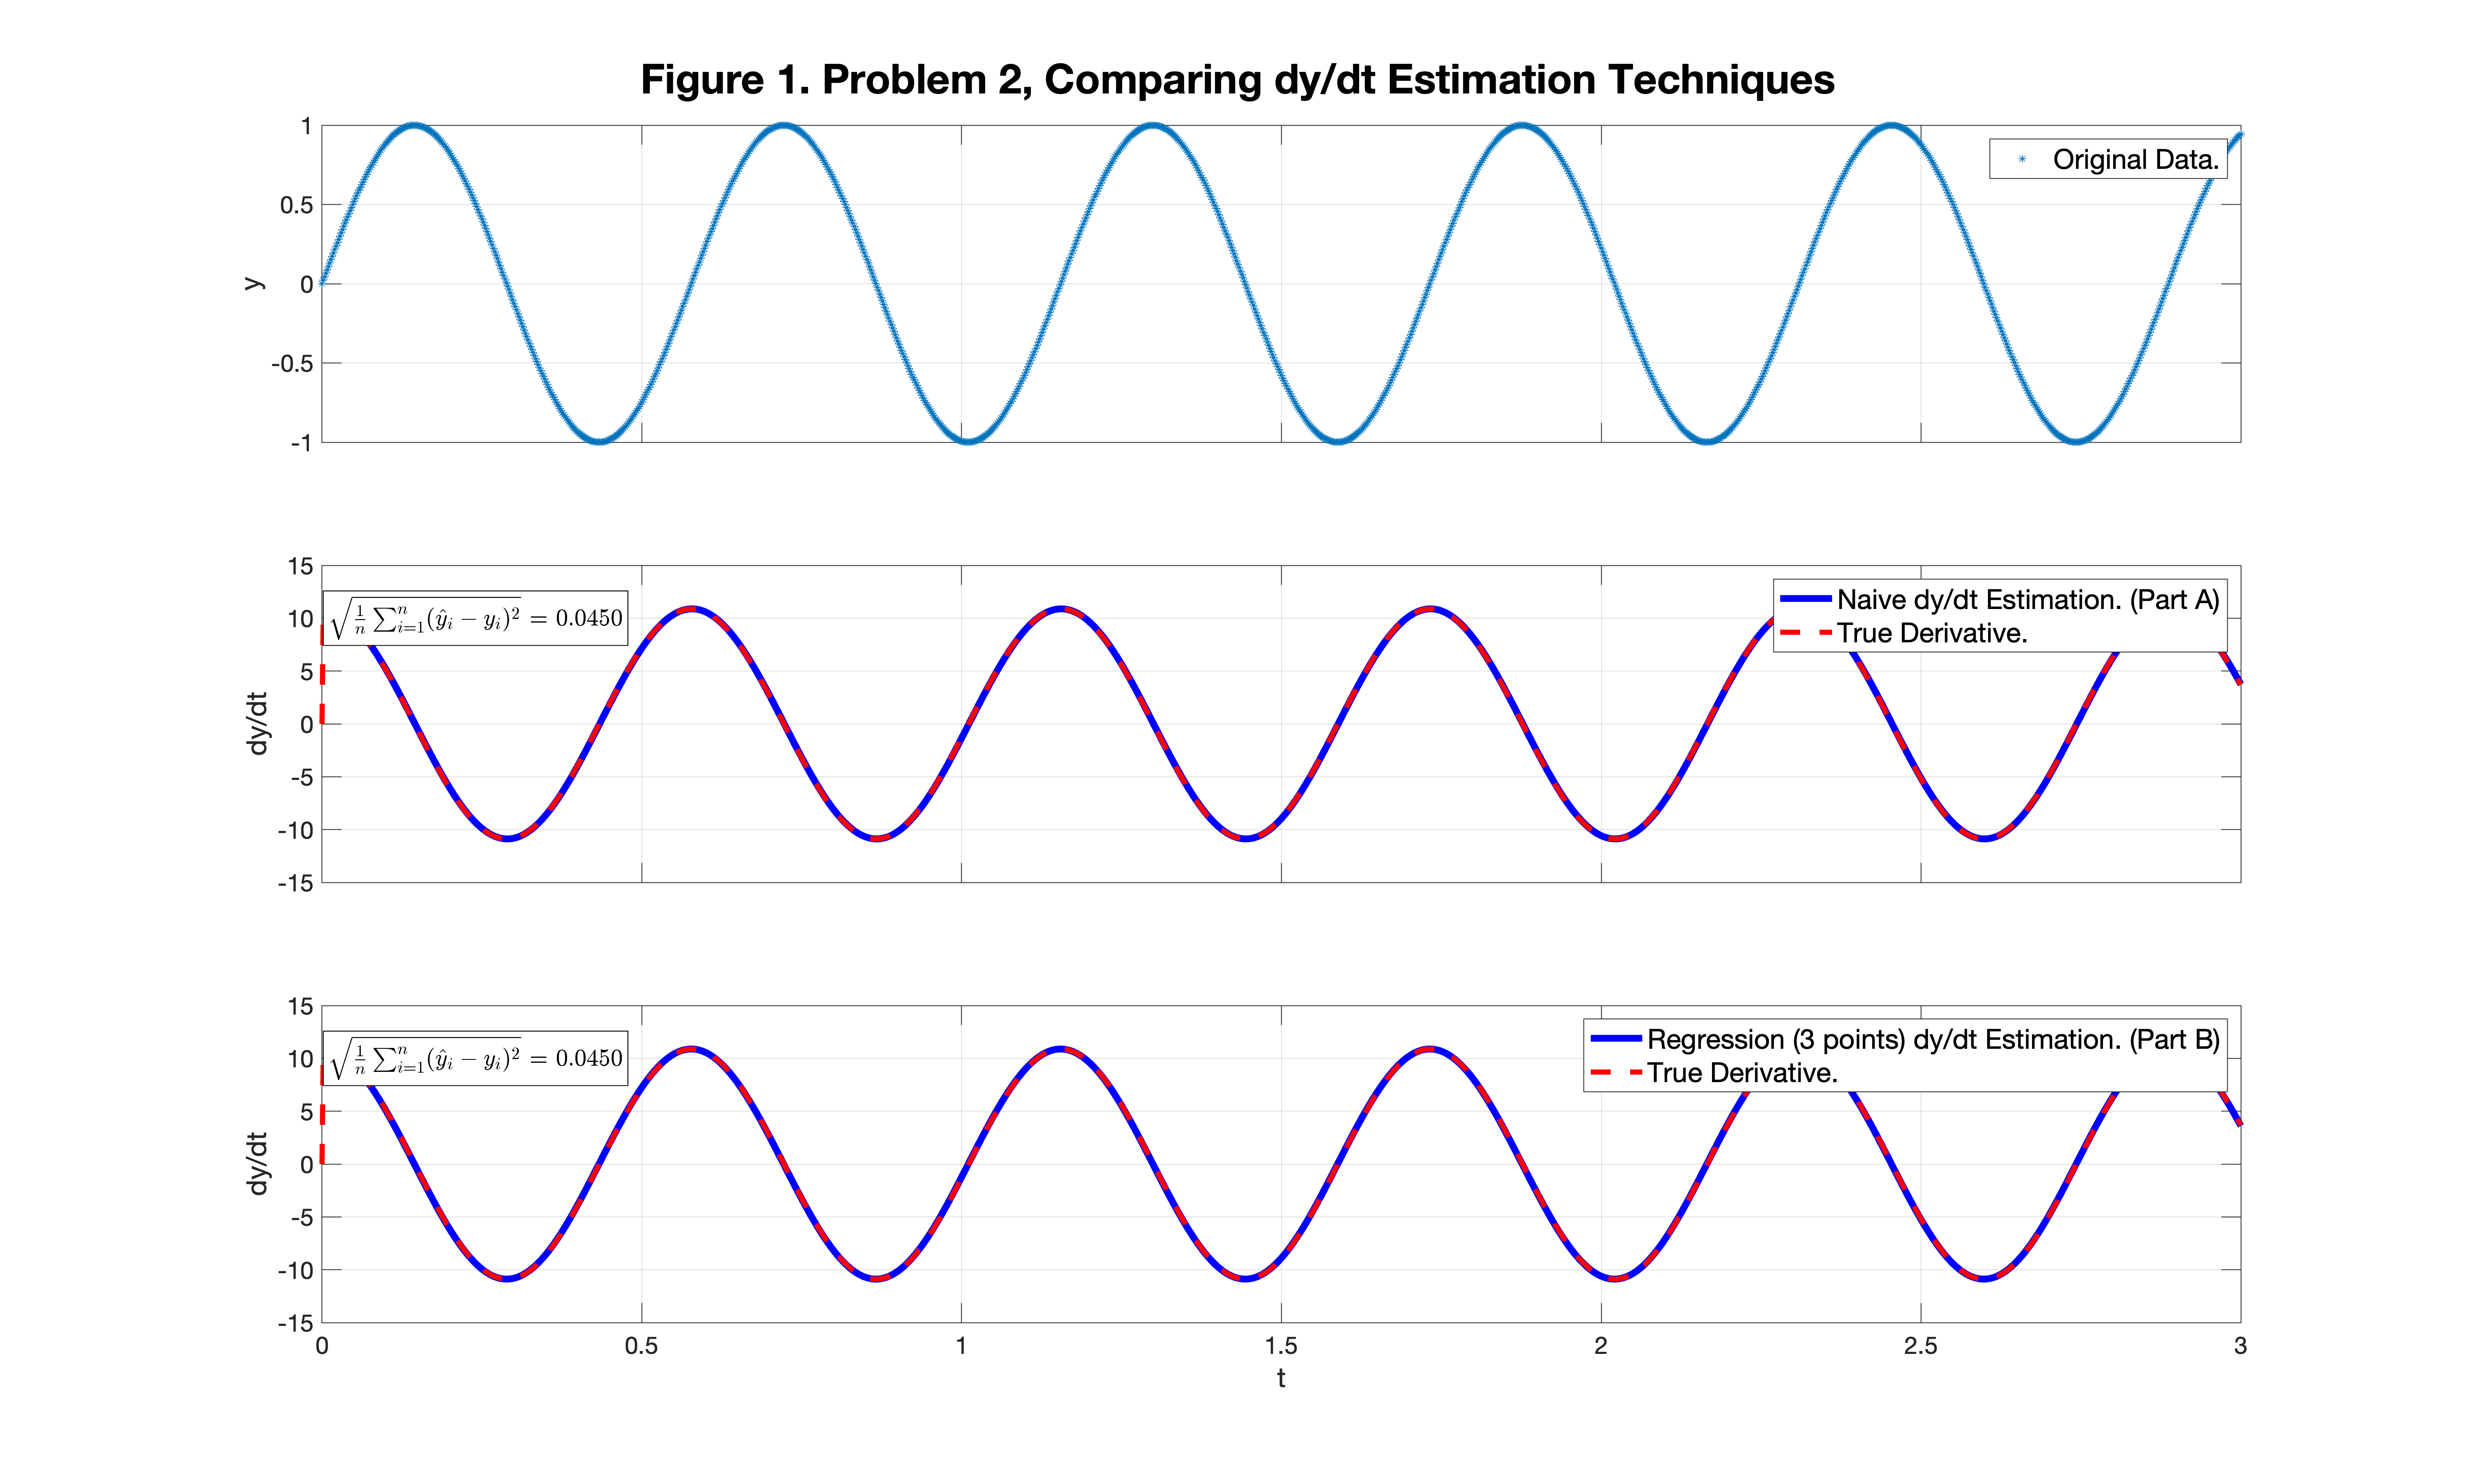 Figure 1. Problem 2, Comparing dy/dt Estimation Techniques
1
0.5
0
-0.5
-1
y
Original Data.
15
10
5
0
-5
-10
-15
dy/dt
\sqrt{\frac{1}{n}\sum_{i=1}^{n}(\hat{y}_i - y_i)^2} = 0.0450
Naive dy/dt Estimation. (Part A)
True Derivative.
15
10
5
0
-5
-10
-15
dy/dt
\sqrt{\frac{1}{n}\sum_{i=1}^{n}(\hat{y}_i - y_i)^2} = 0.0450
Regression (3 points) dy/dt Estimation. (Part B)
True Derivative.
0 0.5 1 1.5 2 2.5 3
t